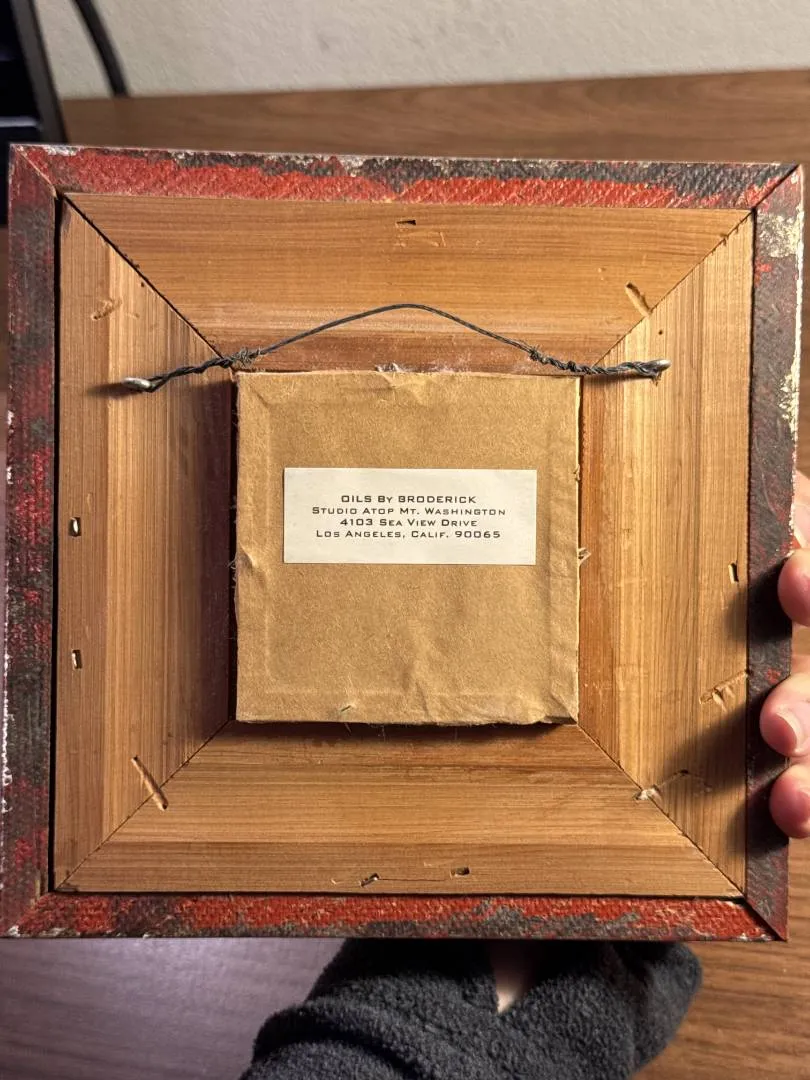 OILS By BRODERICK
STUDIO ATOP MT. WASHINGTON
4103 SEA VIEW DRIVE
LOS ANGELES, CALIF. 90065